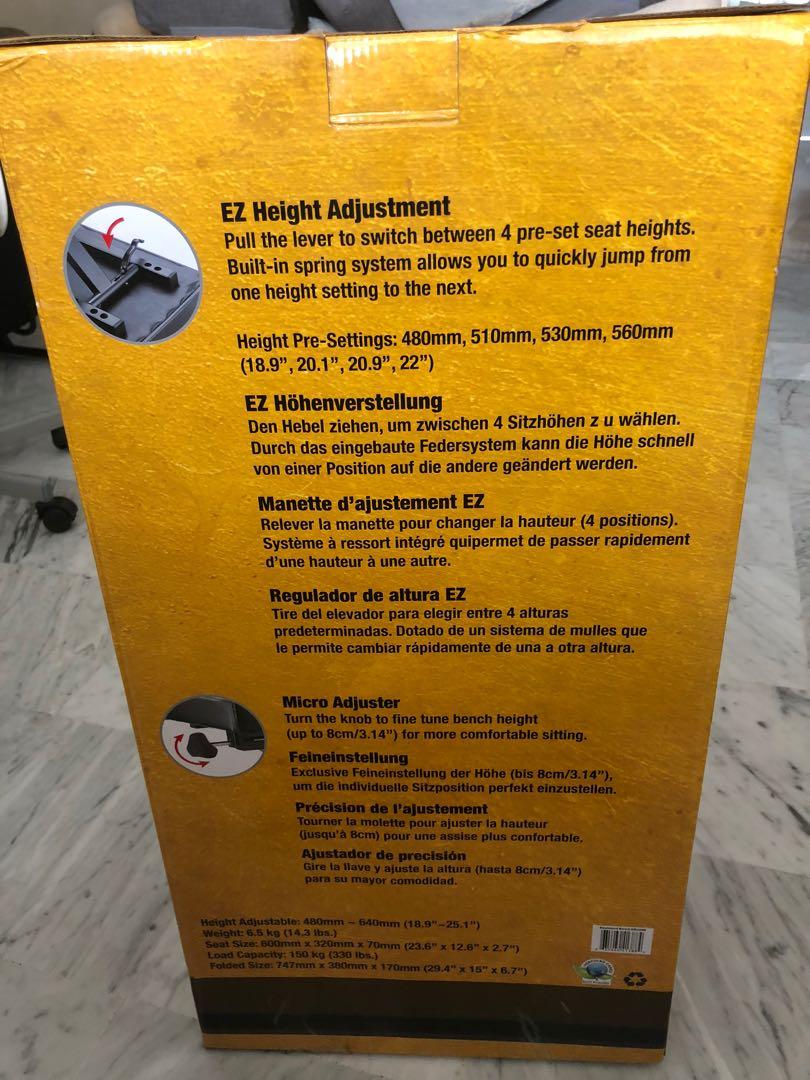 EZ Height Adjustment
Pull the lever to switch between 4 pre-set seat heights.
Built-in spring system allows you to quickly jump from
one height setting to the next.
Height Pre-Settings: 480mm, 510mm, 530mm, 560mm
(18.9”, 20.1”, 20.9”, 22”)
EZ Höhenverstellung
Den Hebel ziehen, um zwischen 4 Sitzhöhen z u wählen.
Durch das eingebaute Federsystem kann die Höhe schnell
von einer Position auf die andere geändert werden.
Manette d’ajustement EZ
Relever la manette pour changer la hauteur (4 positions).
Système à ressort intégré quipermet de passer rapidement
d’une hauteur à une autre.
Regulador de altura EZ
Tire del elevador para elegir entre 4 alturas
predeterminadas. Dotado de un sistema de mulles que
le permite cambiar rápidamente de una a otra altura.
Micro Adjuster
Turn the knob to fine tune bench height
(up to 8cm/3.14”) for more comfortable sitting.
Feineinstellung
Exclusive Feineinstellung der Höhe (bis 8cm/3.14”),
um die individuelle Sitzposition perfekt einzustellen.
Précision de l’ajustement
Tourner la molette pour ajuster la hauteur
(jusqu’à 8cm) pour une assise plus confortable.
Ajustador de precisión
Gire la llave y ajuste la altura (hasta 8cm/3.14”)
para su mayor comodidad.
Height Adjustable: 480mm ~ 640mm (18.9”~25.1”)
Weight: 6.5 kg (14.3 lbs.)
Seat Size: 600mm x 320mm x 70mm (23.6” x 12.6” x 2.7”)
Load Capacity: 150 kg (330 lbs.)
Folded Size: 747mm x 380mm x 170mm (29.4” x 15” x 6.7”)